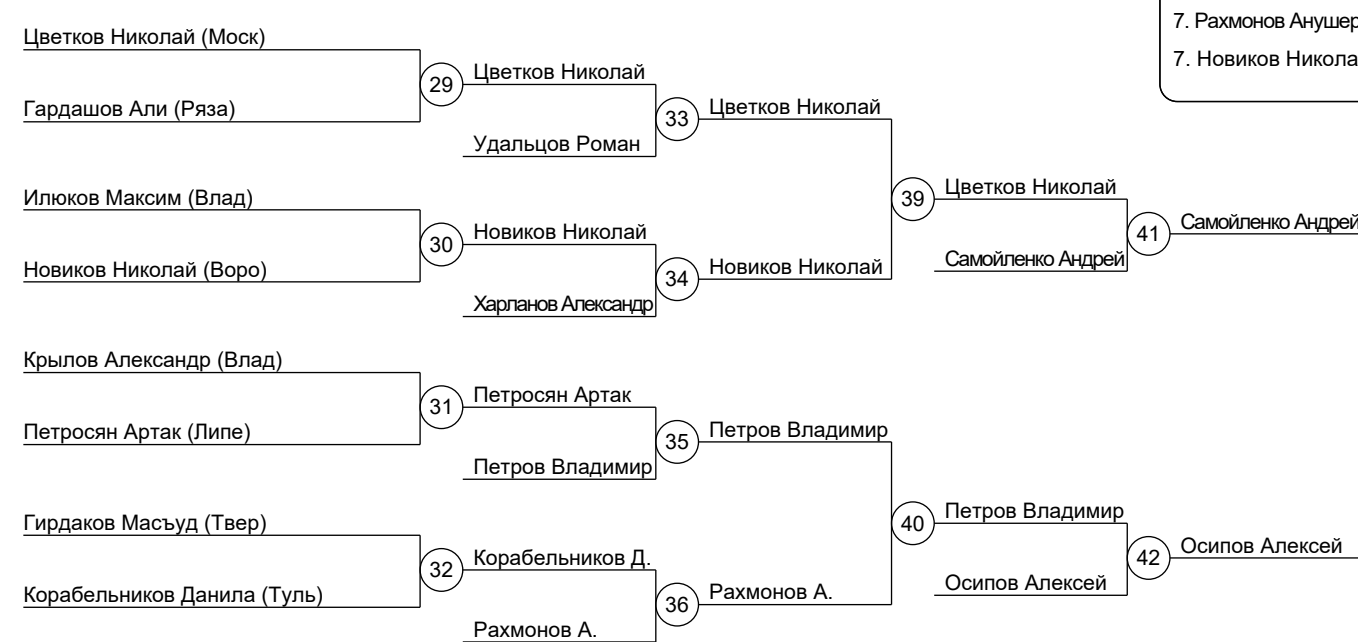 7. Рахмонов Анушер
7. Новиков Никола
Цветков Николай (Моск)
29
Цветков Николай
Гардашов Али (Ряза)
33
Цветков Николай
Удальцов Роман
Илюков Максим (Влад)
39
Цветков Николай
30
Новиков Николай
41
Самойленко Андрей
Новиков Николай (Воро)
34
Новиков Николай
Самойленко Андрей
Харланов Александр
Крылов Александр (Влад)
31
Петросян Артак
Петросян Артак (Липе)
35
Петров Владимир
Петров Владимир
Гирдаков Масъуд (Твер)
40
Петров Владимир
32
Корабельников Д.
42
Осипов Алексей
Корабельников Данила (Туль)
36
Рахмонов А.
Осипов Алексей
Рахмонов А.